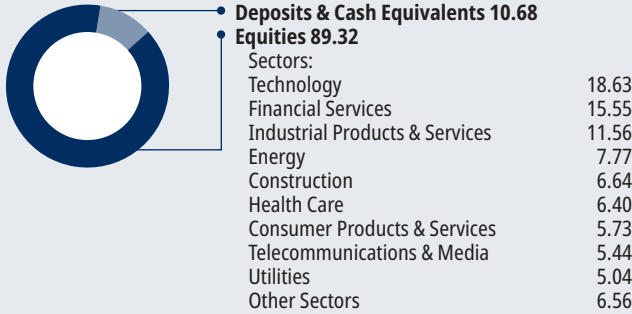 Deposits & Cash Equivalents 10.68
Equities 89.32
Sectors:
Technology 18.63
Financial Services 15.55
Industrial Products & Services 11.56
Energy 7.77
Construction 6.64
Health Care 6.40
Consumer Products & Services 5.73
Telecommunications & Media 5.44
Utilities 5.04
Other Sectors 6.56